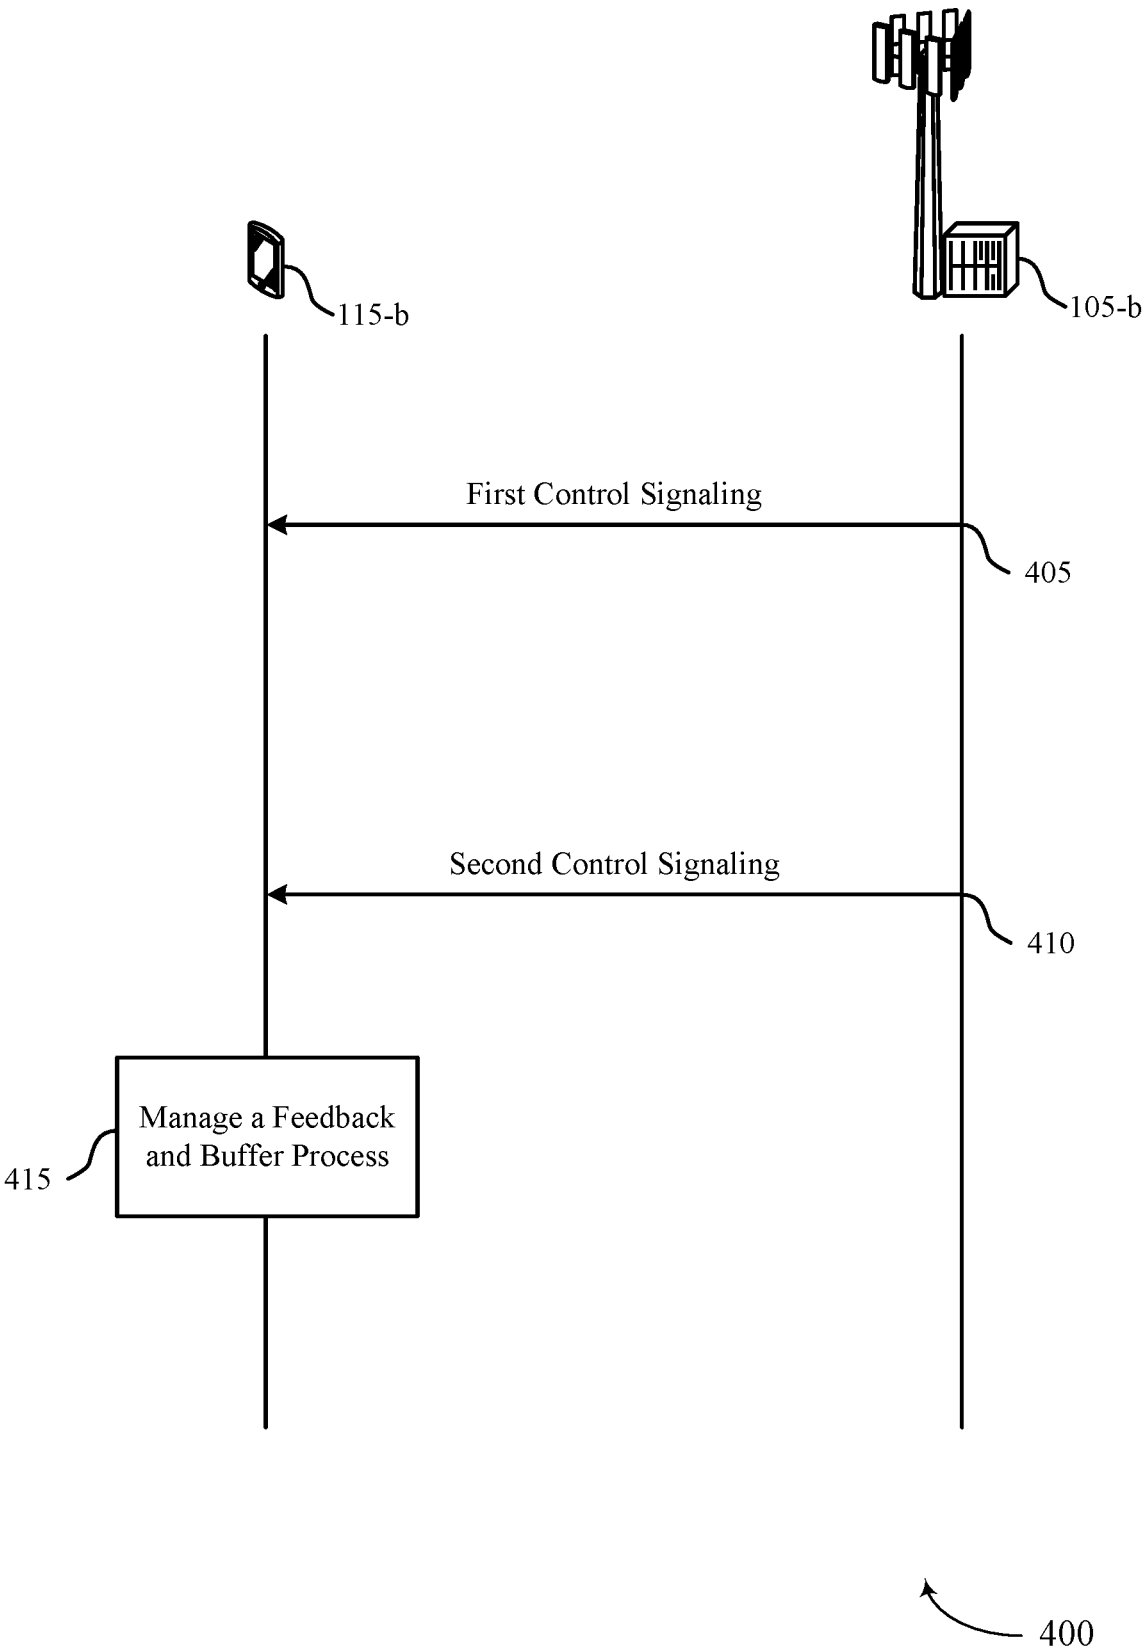 115-b
105-b
First Control Signaling
405
Second Control Signaling
410
Manage a Feedback
and Buffer Process
415
400